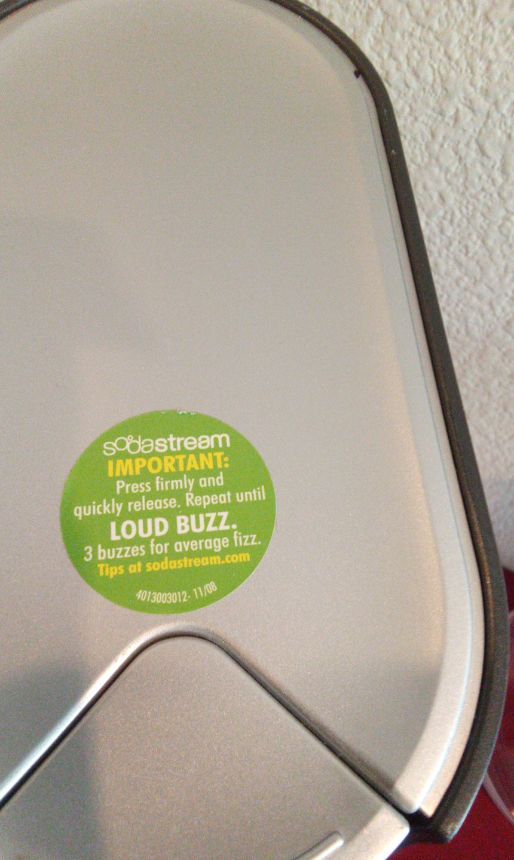 sodastream
IMPORTANT:
Press firmly and
quickly release. Repeat until
LOUD BUZZ.
3 buzzes for average fizz.
Tips at sodastream.com
4013003012- 11/08